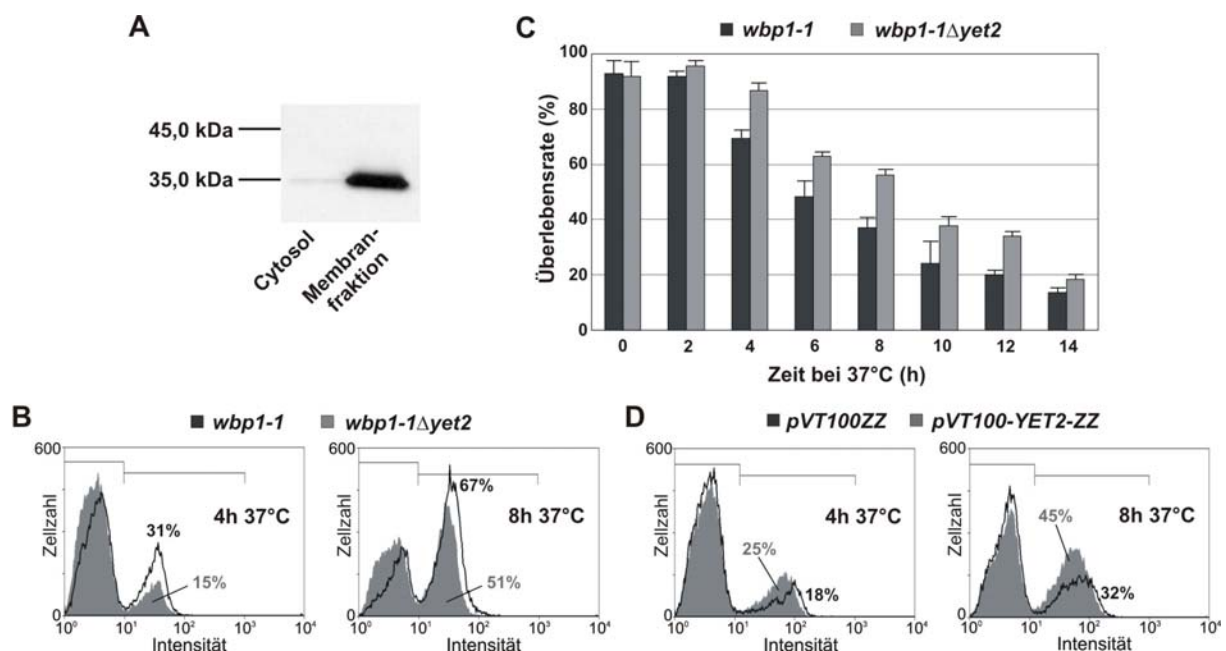 A
45,0 kDa
35,0 kDa
Cytosol
Membran-
fraktion
C
wbp1-1 wbp1-1Δyet2
Überlebensrate (%)
100
80
60
40
20
0
0 2 4 6 8 10 12 14
Zeit bei 37°C (h)
B
wbp1-1 wbp1-1Δyet2
600
Zellzahl
0
31%
4h 37°C
15%
10⁰ 10¹ 10² 10³ 10⁴
Intensität
600
Zellzahl
0
67%
8h 37°C
51%
10⁰ 10¹ 10² 10³ 10⁴
Intensität
D
pVT100ZZ pVT100-YET2-ZZ
600
Zellzahl
0
4h 37°C
25%
18%
10⁰ 10¹ 10² 10³ 10⁴
Intensität
600
Zellzahl
0
45%
8h 37°C
32%
10⁰ 10¹ 10² 10³ 10⁴
Intensität